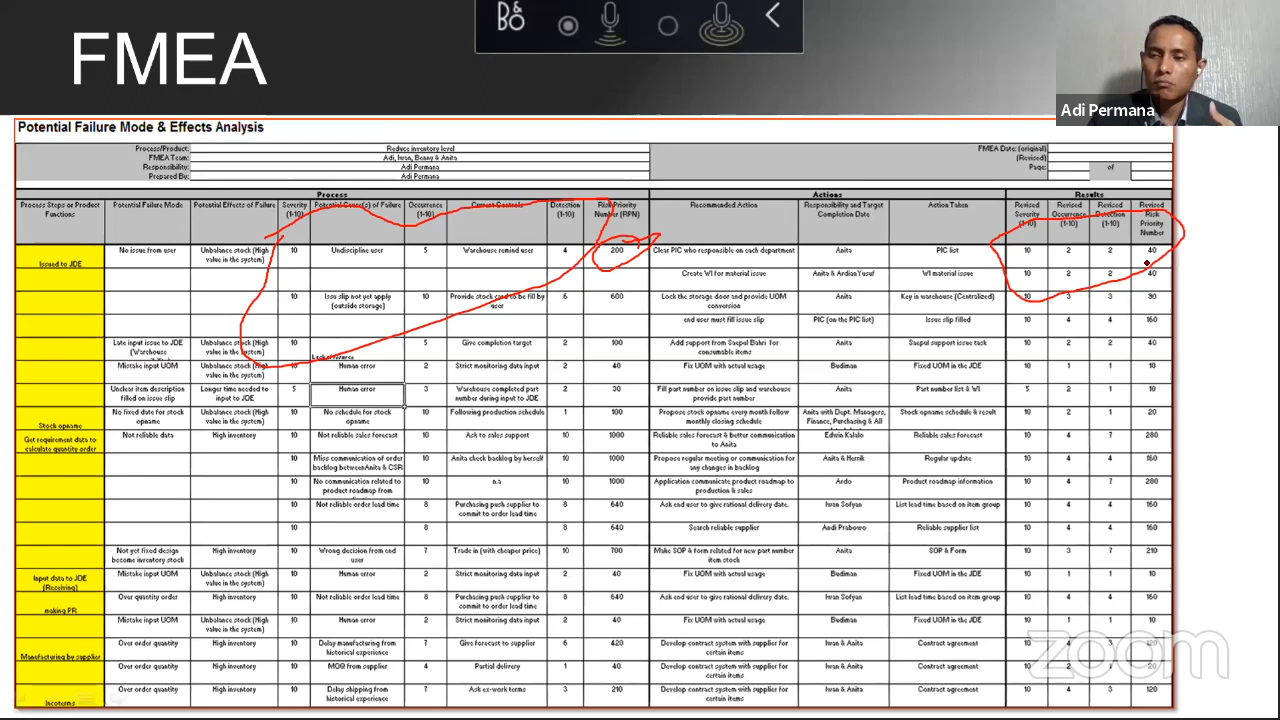 FMEA
B&O
Adi Permana
Potential Failure Mode & Effects Analysis
Process/Product: Reduce inventory level FMEA Date: (original)
FMEA Team: Adi, Iwan, Benny & Anita (Revised)
Responsibility: Adi Permana Page: of
Prepared By: Adi Permana
Process Actions Results
Process Steps or Product Functions Potential Failure Mode Potential Effects of Failure Severity (1-10) Potential Cause(s) of Failure Occurrence (1-10) Current Controls Detection (1-10) Risk Priority Number (RPN) Recommended Action Responsibility and Target Completion Date Action Taken Revised Severity (1-10) Revised Occurrence (1-10) Revised Detection (1-10) Revised Risk Priority Number
Issued to JDE No issue from user Unbalance stock (High value in the system) 10 Undiscipline user 5 Warehouse remind user 4 200 Clear PIC who responsible on each department Anita PIC list 10 2 2 40
Create WI for material issue Anita & ArdianYusuf WI material issue 10 2 2 40
10 Issu slip not yet apply (outside storage) 10 Provide stock card to be fill by user 6 600 Lock the storage door and provide UOM conversion Anita Key in warehouse (Centralized) 10 3 3 90
end user must fill issue slip PIC (on the PIC list) Issue slip filled 10 4 4 160
Late input issue to JDE (Warehouse Unbalance stock (High value in the system) 10 5 Give completion target 2 100 Add support from Saepul Bahri for consumable items Anita Saepul support issue task 10 2 2 40
Mistake input UOM Unbalance stock (High value in the system) 10 Human error 2 Strict monitoring data input 2 40 Fix UOM with actual usage Budiman Fixed UOM in the JDE 10 1 1 10
Unclear item description filled on issue slip Longer time needed to input to JDE 5 Human error 3 Warehouse completed part number during input to JDE 2 30 Fill part number on issue slip and warehouse provide part number Anita Part number list & WI 5 2 1 10
Stock opname No fixed date for stock opname Unbalance stock (High value in the system) 10 No schedule for stock opname 10 Following production schedule 1 100 Propose stock opname every month follow monthly closing schedule Anita with Dept. Managers, Finance, Purchasing & All Stock opname schedule & result 10 2 1 20
Get requirement data to calculate quantity order Not reliable data High inventory 10 Not reliable sales forecast 10 Ask to sales support 10 1000 Reliable sales forecast & better communication to Anita Edwin Kalalo Reliable sales forecast 10 4 7 280
10 Miss communication of order backlog betweenAnita & CSR 10 Anita check backlog by herself 10 1000 Propose regular meeting or communication for any changes in backlog Anita & Herrik Regular update 10 4 4 160
10 No communication related to product roadmap from 10 n.a 10 1000 Application communicate product roadmap to production & sales Ardo Product roadmap information 10 4 7 280
10 Not reliable order lead time 8 Purchasing push supplier to commit to order lead time 8 640 Ask end user to give rational delivery date. Iwan Sofyan List lead time based on item group 10 4 4 160
10 8 8 640 Search reliable supplier Andi Prabowo Reliable supplier list 10 4 4 160
Not yet fixed design become inventory stock High inventory 10 Wrong decision from end user 7 Trade in (with cheaper price) 10 700 Make SOP & form related for new part number item stock Anita SOP & Form 10 3 7 210
Input data to JDE (Receiving) Mistake input UOM Unbalance stock (High value in the system) 10 Human error 2 Strict monitoring data input 2 40 Fix UOM with actual usage Budiman Fixed UOM in the JDE 10 1 1 10
making PR Over quantity order High inventory 10 Not reliable order lead time 8 Purchasing push supplier to commit to order lead time 8 640 Ask end user to give rational delivery date. Iwan Sofyan List lead time based on item group 10 4 4 160
Mistake input UOM Unbalance stock (High value in the system) 10 Human error 2 Strict monitoring data input 2 40 Fix UOM with actual usage Budiman Fixed UOM in the JDE 10 1 1 10
Manufacturing by supplier Over order quantity High inventory 10 Delay manufacturing from historical experience 7 Give forecast to supplier 6 420 Develop contract system with supplier for certain items Iwan & Anita Contract agreement 10 4 3 120
Over order quantity High inventory 10 MOQ from supplier 4 Partial delivery 1 40 Develop contract system with supplier for certain items Iwan & Anita Contract agreement 10 2 1 20
Incoterms Over order quantity High inventory 10 Delay shipping from historical experience 7 Ask ex-work terms 3 210 Develop contract system with supplier for certain items Iwan & Anita Contract agreement 10 4 3 120
zoom